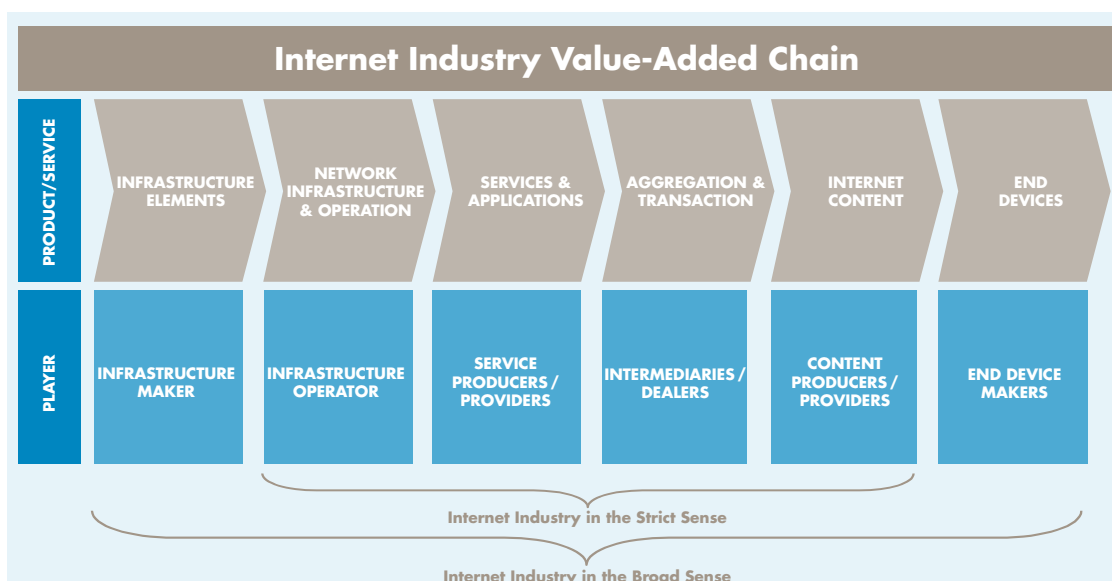 Internet Industry Value-Added Chain
PRODUCT/SERVICE
INFRASTRUCTURE
ELEMENTS
NETWORK
INFRASTRUCTURE
& OPERATION
SERVICES &
APPLICATIONS
AGGREGATION &
TRANSACTION
INTERNET
CONTENT
END
DEVICES
PLAYER
INFRASTRUCTURE
MAKER
INFRASTRUCTURE
OPERATOR
SERVICE
PRODUCERS /
PROVIDERS
INTERMEDIARIES /
DEALERS
CONTENT
PRODUCERS /
PROVIDERS
END DEVICE
MAKERS
Internet Industry in the Strict Sense
Internet Industry in the Broad Sense